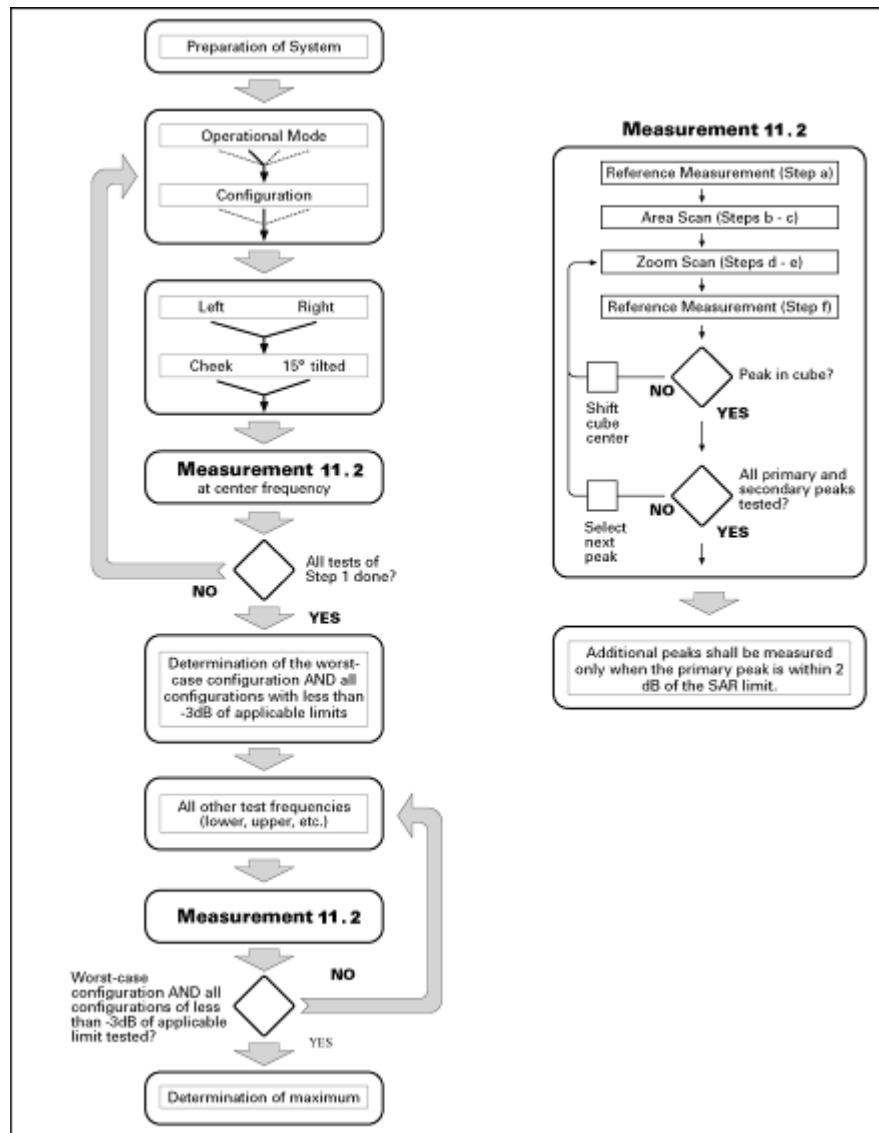 Preparation of System
Operational Mode
Configuration
Left Right
Cheek 15° tilted
Measurement 11.2
at center frequency
All tests of
Step 1 done?
NO
YES
Determination of the worst-
case configuration AND all
configurations with less than
-3dB of applicable limits
All other test frequencies
(lower, upper, etc.)
Measurement 11.2
NO
Worst-case
configuration AND all
configurations of less
than -3dB of applicable
limit tested?
YES
Determination of maximum
Measurement 11.2
Reference Measurement (Step a)
Area Scan (Steps b - c)
Zoom Scan (Steps d - e)
Reference Measurement (Step f)
Peak in cube?
NO
Shift
cube
center
YES
All primary and
secondary peaks
tested?
NO
Select
next
peak
YES
Additional peaks shall be measured
only when the primary peak is within 2
dB of the SAR limit.